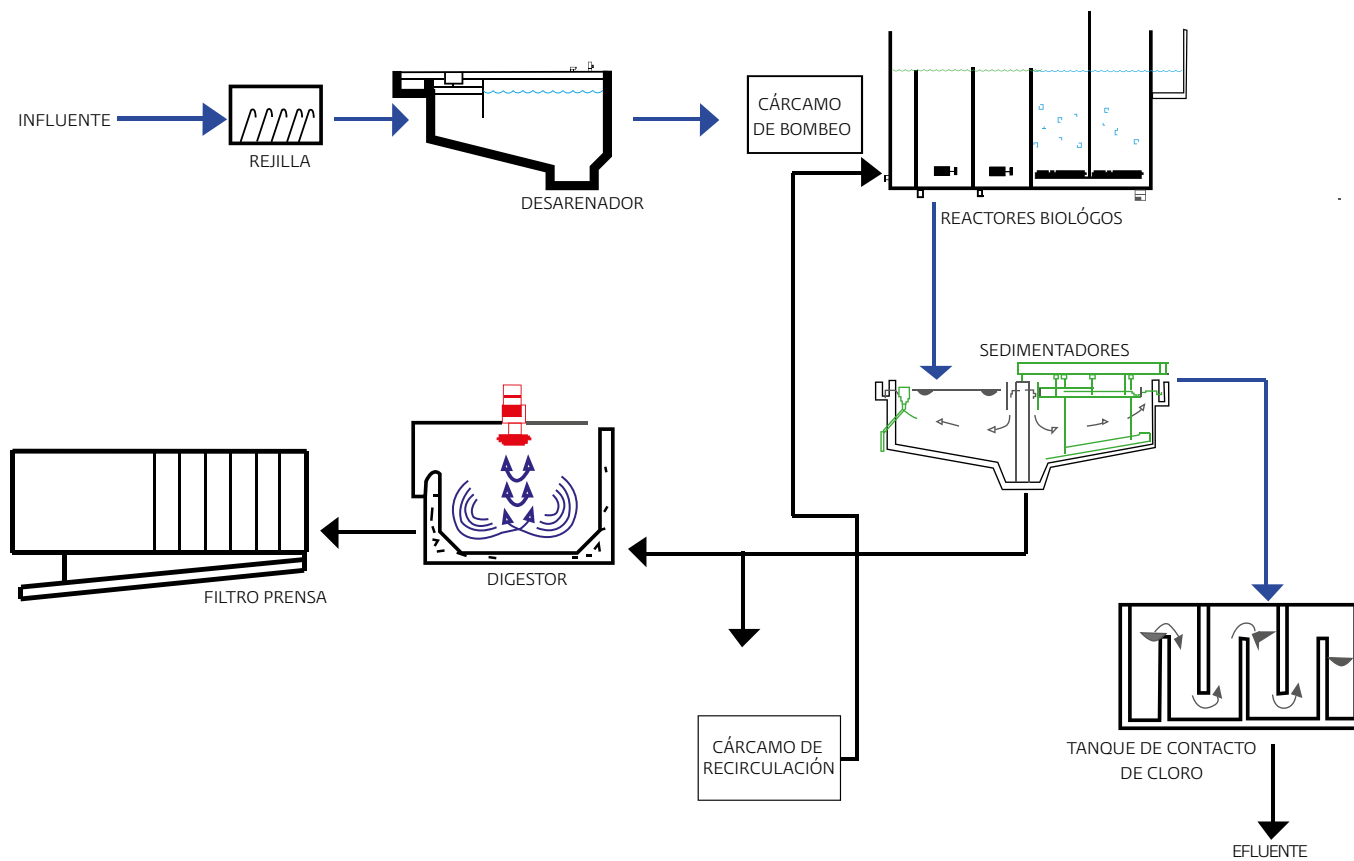 INFLUENTE
REJILLA
DESARENADOR
CÁRCAMO
DE BOMBEO
REACTORES BIOLÓGOS
SEDIMENTADORES
DIGESTOR
FILTRO PRENSA
CÁRCAMO DE
RECIRCULACIÓN
TANQUE DE CONTACTO
DE CLORO
EFLUENTE